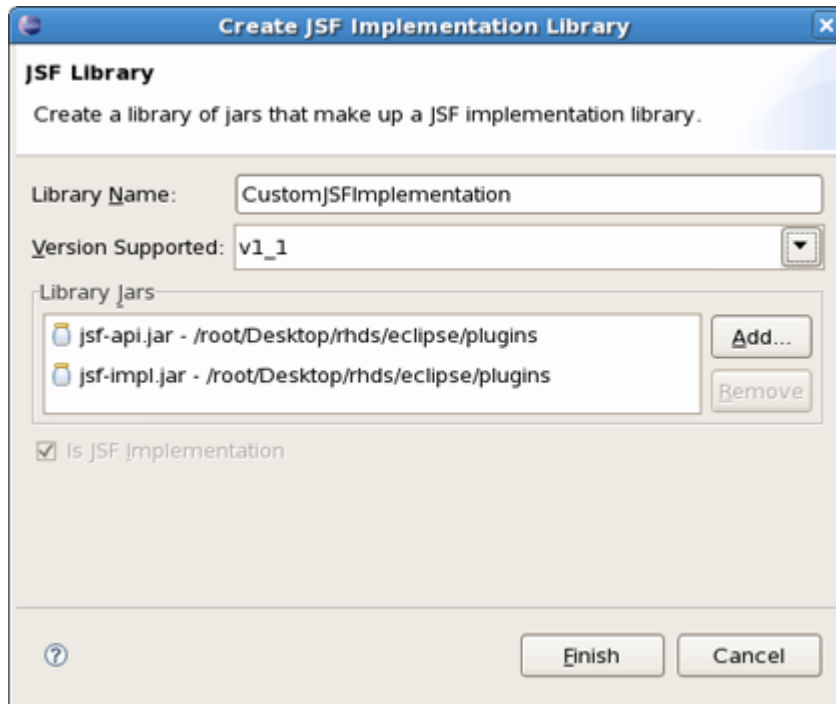 Create JSF Implementation Library
JSF Library
Create a library of jars that make up a JSF implementation library.
Library Name: CustomJSFImplementation
Version Supported: v1_1
Library Jars
jsf-api.jar - /root/Desktop/rhds/eclipse/plugins
Add...
jsf-impl.jar - /root/Desktop/rhds/eclipse/plugins
Remove
Is JSF Implementation
? Finish Cancel